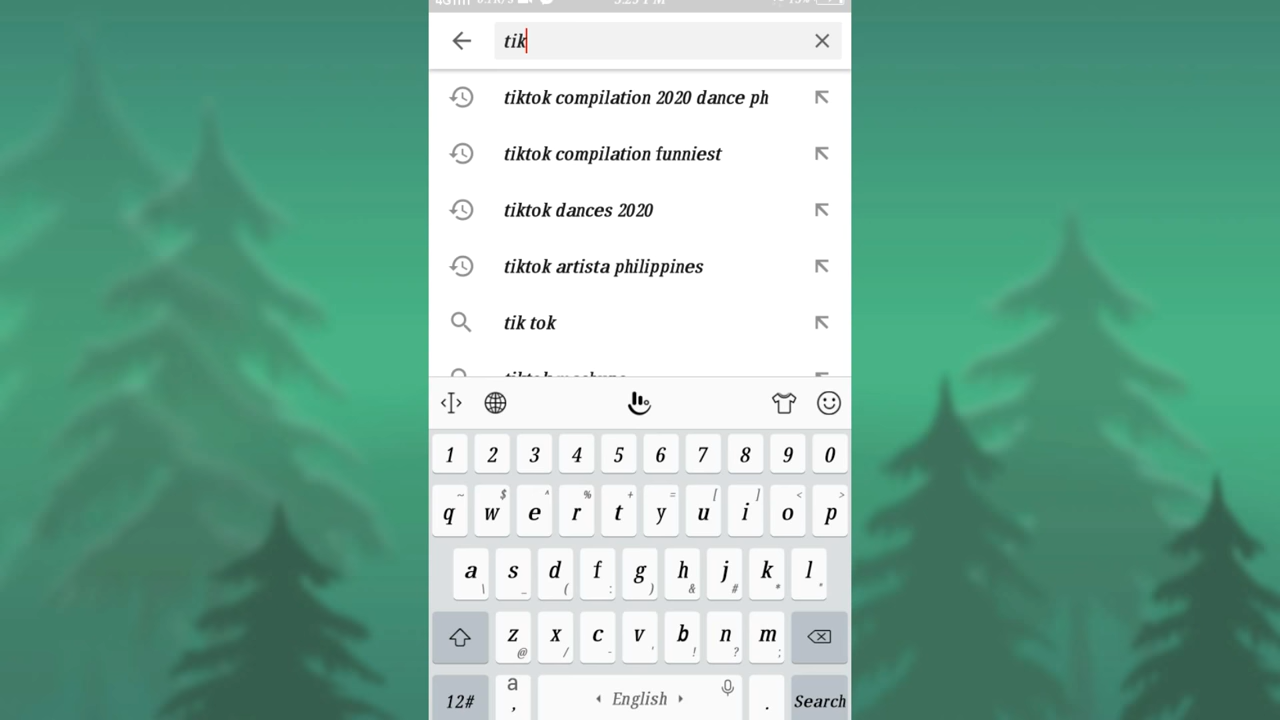 tik
tiktok compilation 2020 dance ph
tiktok compilation funniest
tiktok dances 2020
tiktok artista philippines
tik tok
1 2 3 4 5 6 7 8 9 0
~ $ ^ % + = [ ] < >
q w e r t y u i o p
a s d f g h j k l
\ _ ( : ) & # *
z x c v b n m
@ / - ' ! ? ;
a
12# , English . Search